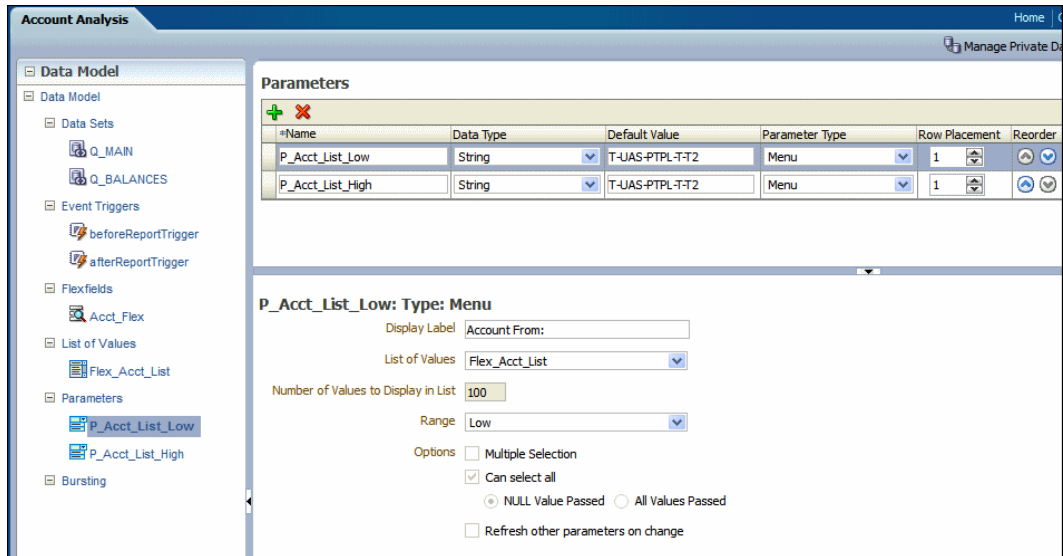 Account Analysis
Home
Manage Private Da
Data Model
Data Model
Data Sets
Q_MAIN
Q_BALANCES
Event Triggers
beforeReportTrigger
afterReportTrigger
Flexfields
Acct_Flex
List of Values
Flex_Acct_List
Parameters
P_Acct_List_Low
P_Acct_List_High
Bursting
Parameters
*Name Data Type Default Value Parameter Type Row Placement Reorder
P_Acct_List_Low String T-UAS-PTPL-T-T2 Menu 1
P_Acct_List_High String T-UAS-PTPL-T-T2 Menu 1
P_Acct_List_Low: Type: Menu
Display Label Account From:
List of Values Flex_Acct_List
Number of Values to Display in List 100
Range Low
Options Multiple Selection
Can select all
NULL Value Passed All Values Passed
Refresh other parameters on change